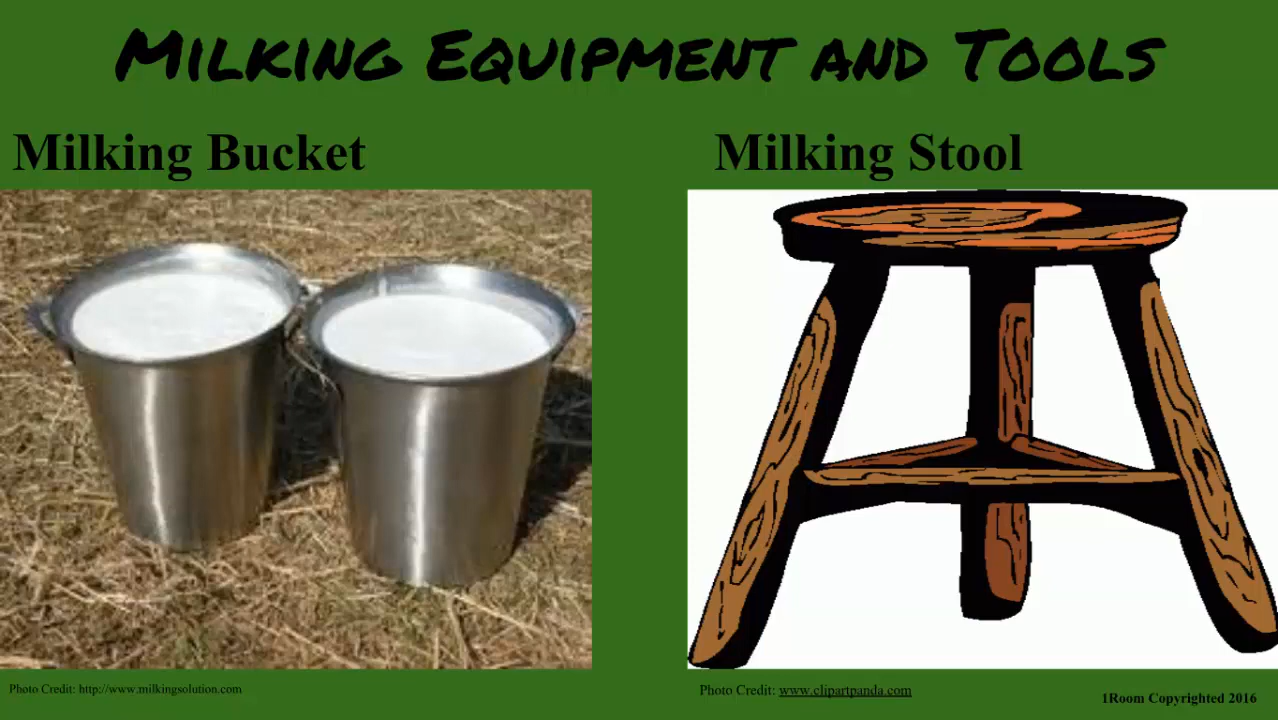 Milking Equipment and Tools
Milking Bucket
Milking Stool
Photo Credit: http://www.milkingsolution.com
Photo Credit: www.clipartpanda.com
1Room Copyrighted 2016